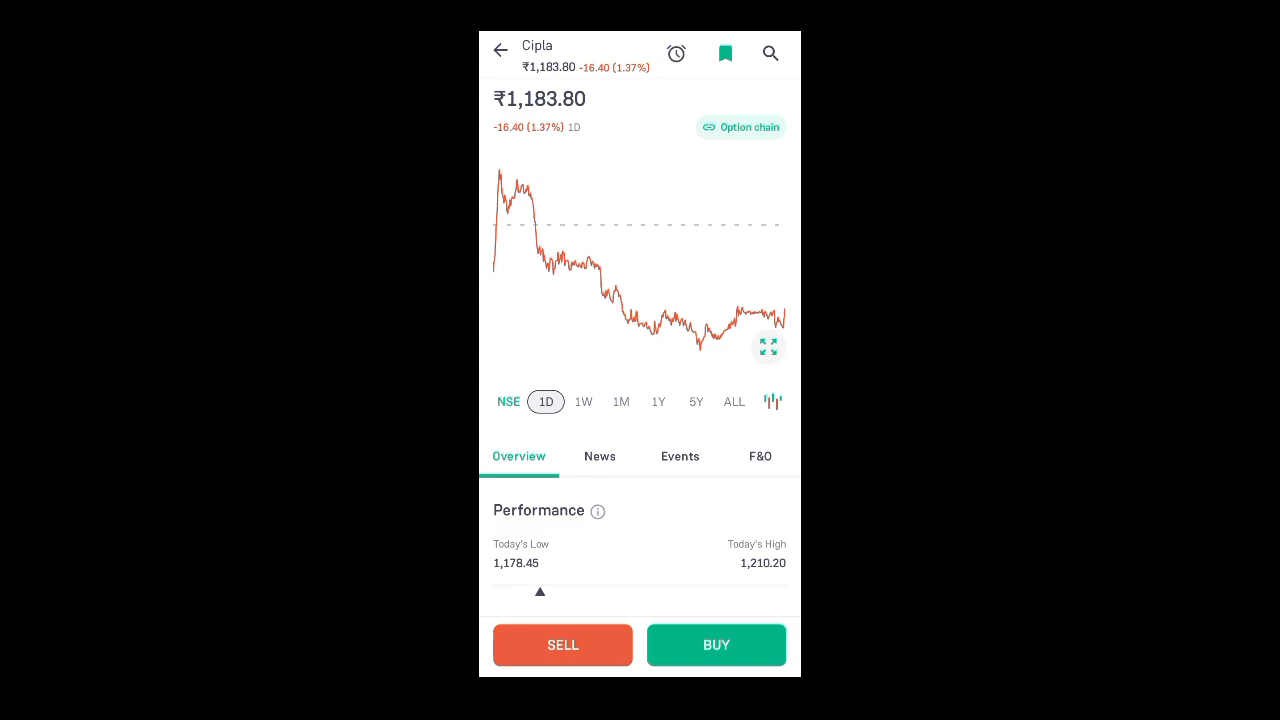 Cipla
₹1,183.80 -16.40 (1.37%)
₹1,183.80
-16.40 (1.37%) 1D
Option chain
NSE 1D 1W 1M 1Y 5Y ALL
Overview News Events F&O
Performance
Today's Low Today's High
1,178.45 1,210.20
SELL BUY